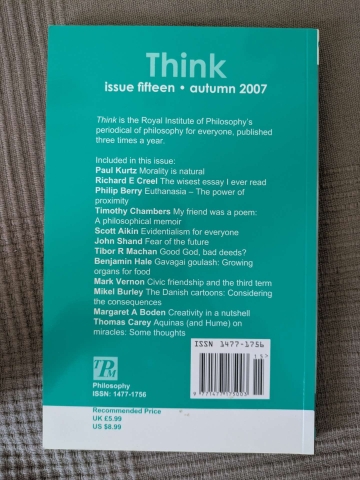 Think
issue fifteen • autumn 2007
Think is the Royal Institute of Philosophy's
periodical of philosophy for everyone, published
three times a year.
Included in this issue:
Paul Kurtz Morality is natural
Richard E Creel The wisest essay I ever read
Philip Berry Euthanasia – The power of
proximity
Timothy Chambers My friend was a poem:
A philosophical memoir
Scott Aikin Evidentialism for everyone
John Shand Fear of the future
Tibor R Machan Good God, bad deeds?
Benjamin Hale Gavagai goulash: Growing
organs for food
Mark Vernon Civic friendship and the third term
Mikel Burley The Danish cartoons: Considering
the consequences
Margaret A Boden Creativity in a nutshell
Thomas Carey Aquinas (and Hume) on
miracles: Some thoughts
ISSN 1477-1756
TPM
Philosophy
ISSN: 1477-1756
Recommended Price
UK £5.99
US $8.99